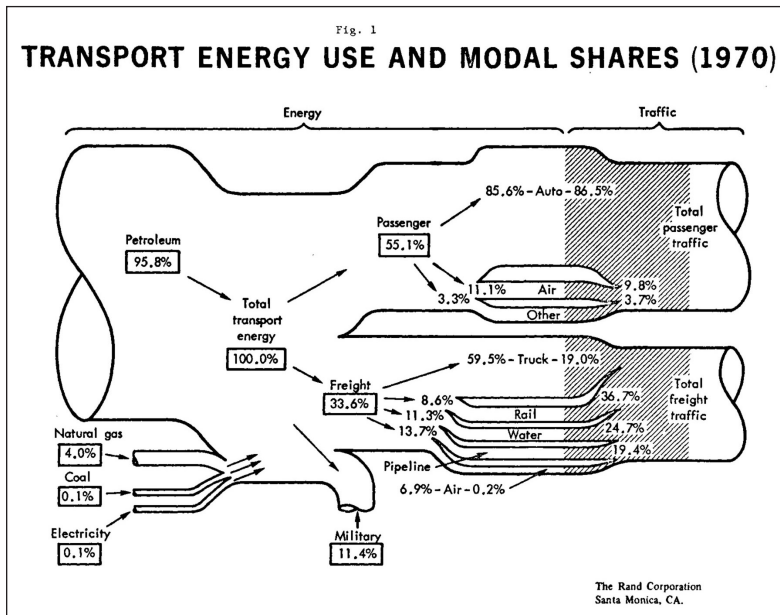 Fig. 1
TRANSPORT ENERGY USE AND MODAL SHARES (1970)
Energy
Traffic
85.6%-Auto-86.5%
Passenger
55.1%
Total
passenger
traffic
Petroleum
95.8%
11.1%
Air
9.8%
3.3%
3.7%
Other
Total
transport
energy
100.0%
59.5%-Truck-19.0%
Freight
33.6%
8.6%
36.7%
Total
freight
traffic
11.3%
Rail
24.7%
13.7%
Water
19.4%
Pipeline
6.9%-Air-0.2%
Natural gas
4.0%
Coal
0.1%
Electricity
0.1%
Military
11.4%
The Rand Corporation
Santa Monica, CA.